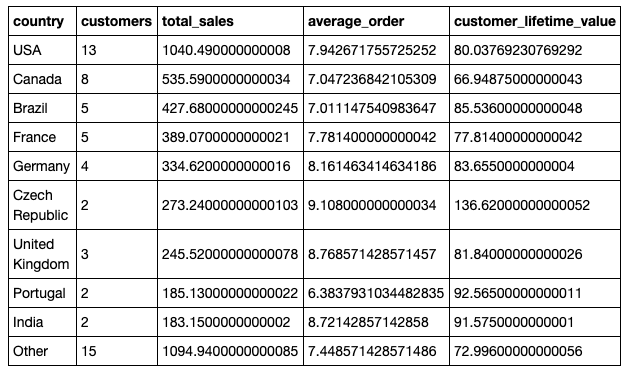 country customers total_sales average_order customer_lifetime_value
USA 13 1040.490000000008 7.942671755725252 80.03769230769292
Canada 8 535.5900000000034 7.047236842105309 66.94875000000043
Brazil 5 427.68000000000245 7.011147540983647 85.53600000000048
France 5 389.0700000000021 7.781400000000042 77.81400000000042
Germany 4 334.6200000000016 8.161463414634186 83.6550000000004
Czech
Republic 2 273.24000000000103 9.108000000000034 136.62000000000052
United
Kingdom 3 245.52000000000078 8.768571428571457 81.84000000000026
Portugal 2 185.13000000000022 6.3837931034482835 92.56500000000011
India 2 183.1500000000002 8.72142857142858 91.5750000000001
Other 15 1094.9400000000085 7.448571428571486 72.99600000000056